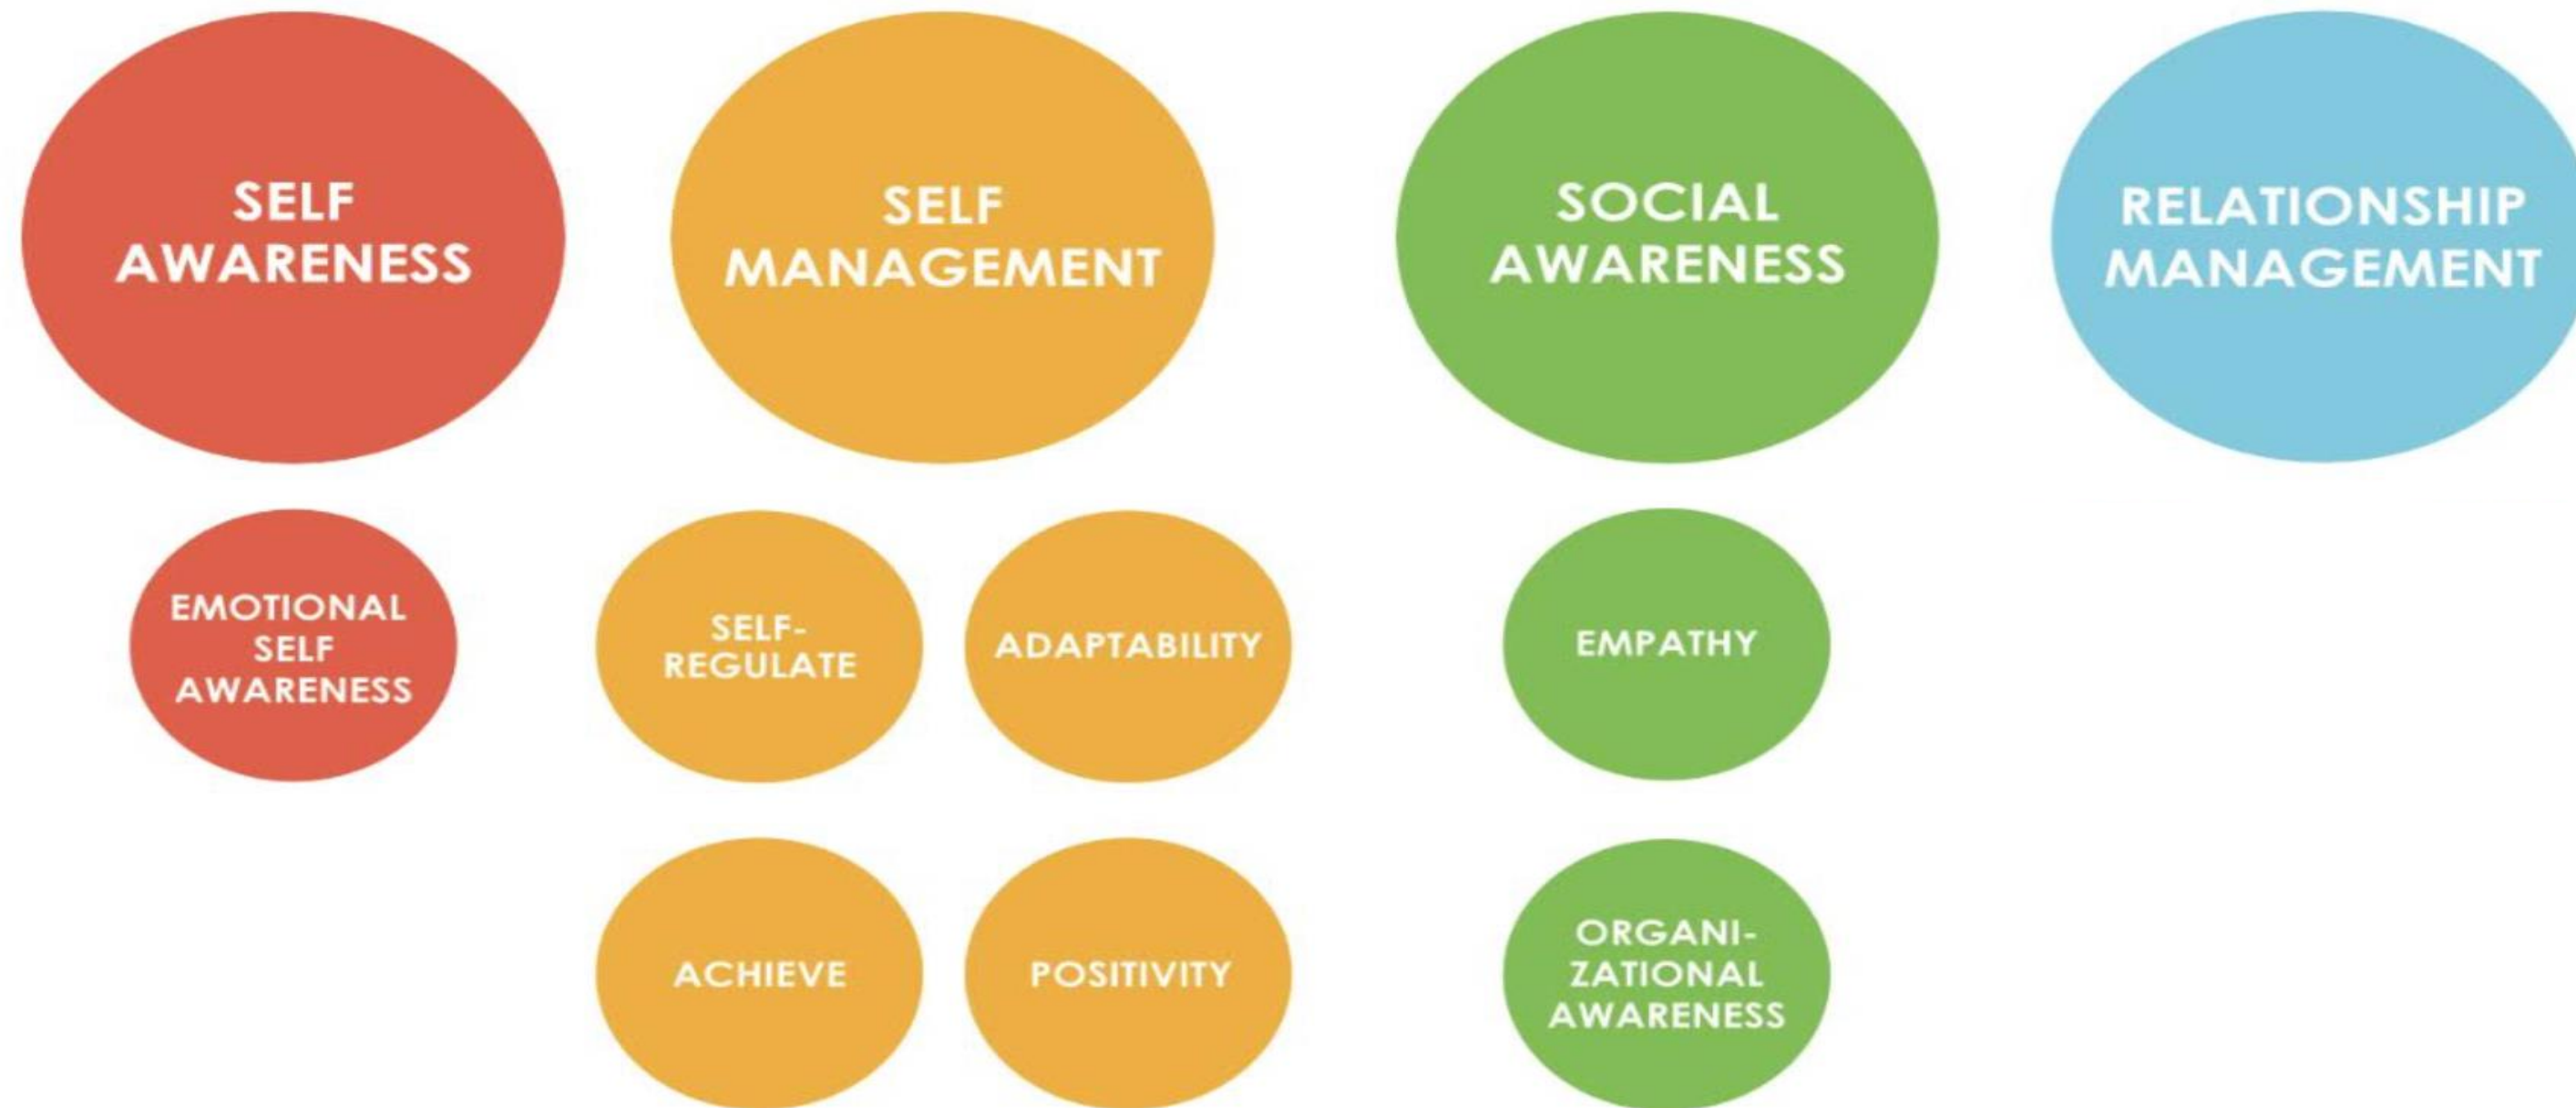 SELF
AWARENESS
SELF
MANAGEMENT
SOCIAL
AWARENESS
RELATIONSHIP
MANAGEMENT
EMOTIONAL
SELF
AWARENESS
SELF-
REGULATE
ADAPTABILITY
EMPATHY
ACHIEVE
POSITIVITY
ORGANI-
ZATIONAL
AWARENESS